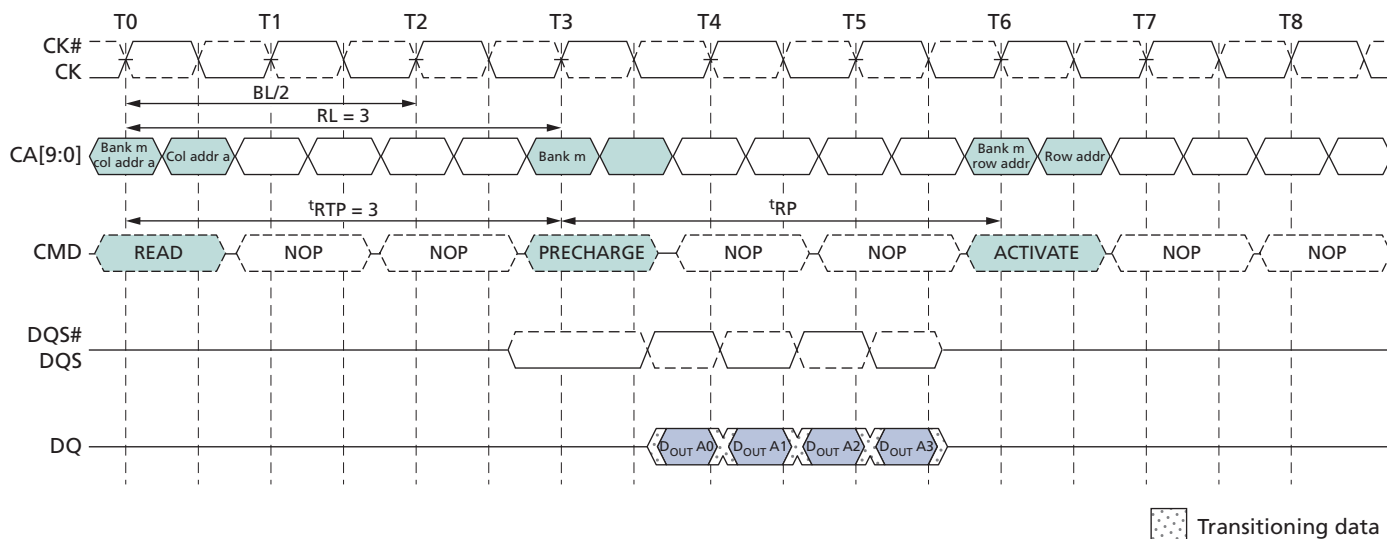 T0 T1 T2 T3 T4 T5 T6 T7 T8
CK#
CK
BL/2
RL = 3
CA[9:0] Bank m col addr a Col addr a Bank m Bank m row addr Row addr
tRTP = 3 tRP
CMD READ NOP NOP PRECHARGE NOP NOP ACTIVATE NOP NOP
DQS#
DQS
DQ DOUT A0 DOUT A1 DOUT A2 DOUT A3
Transitioning data